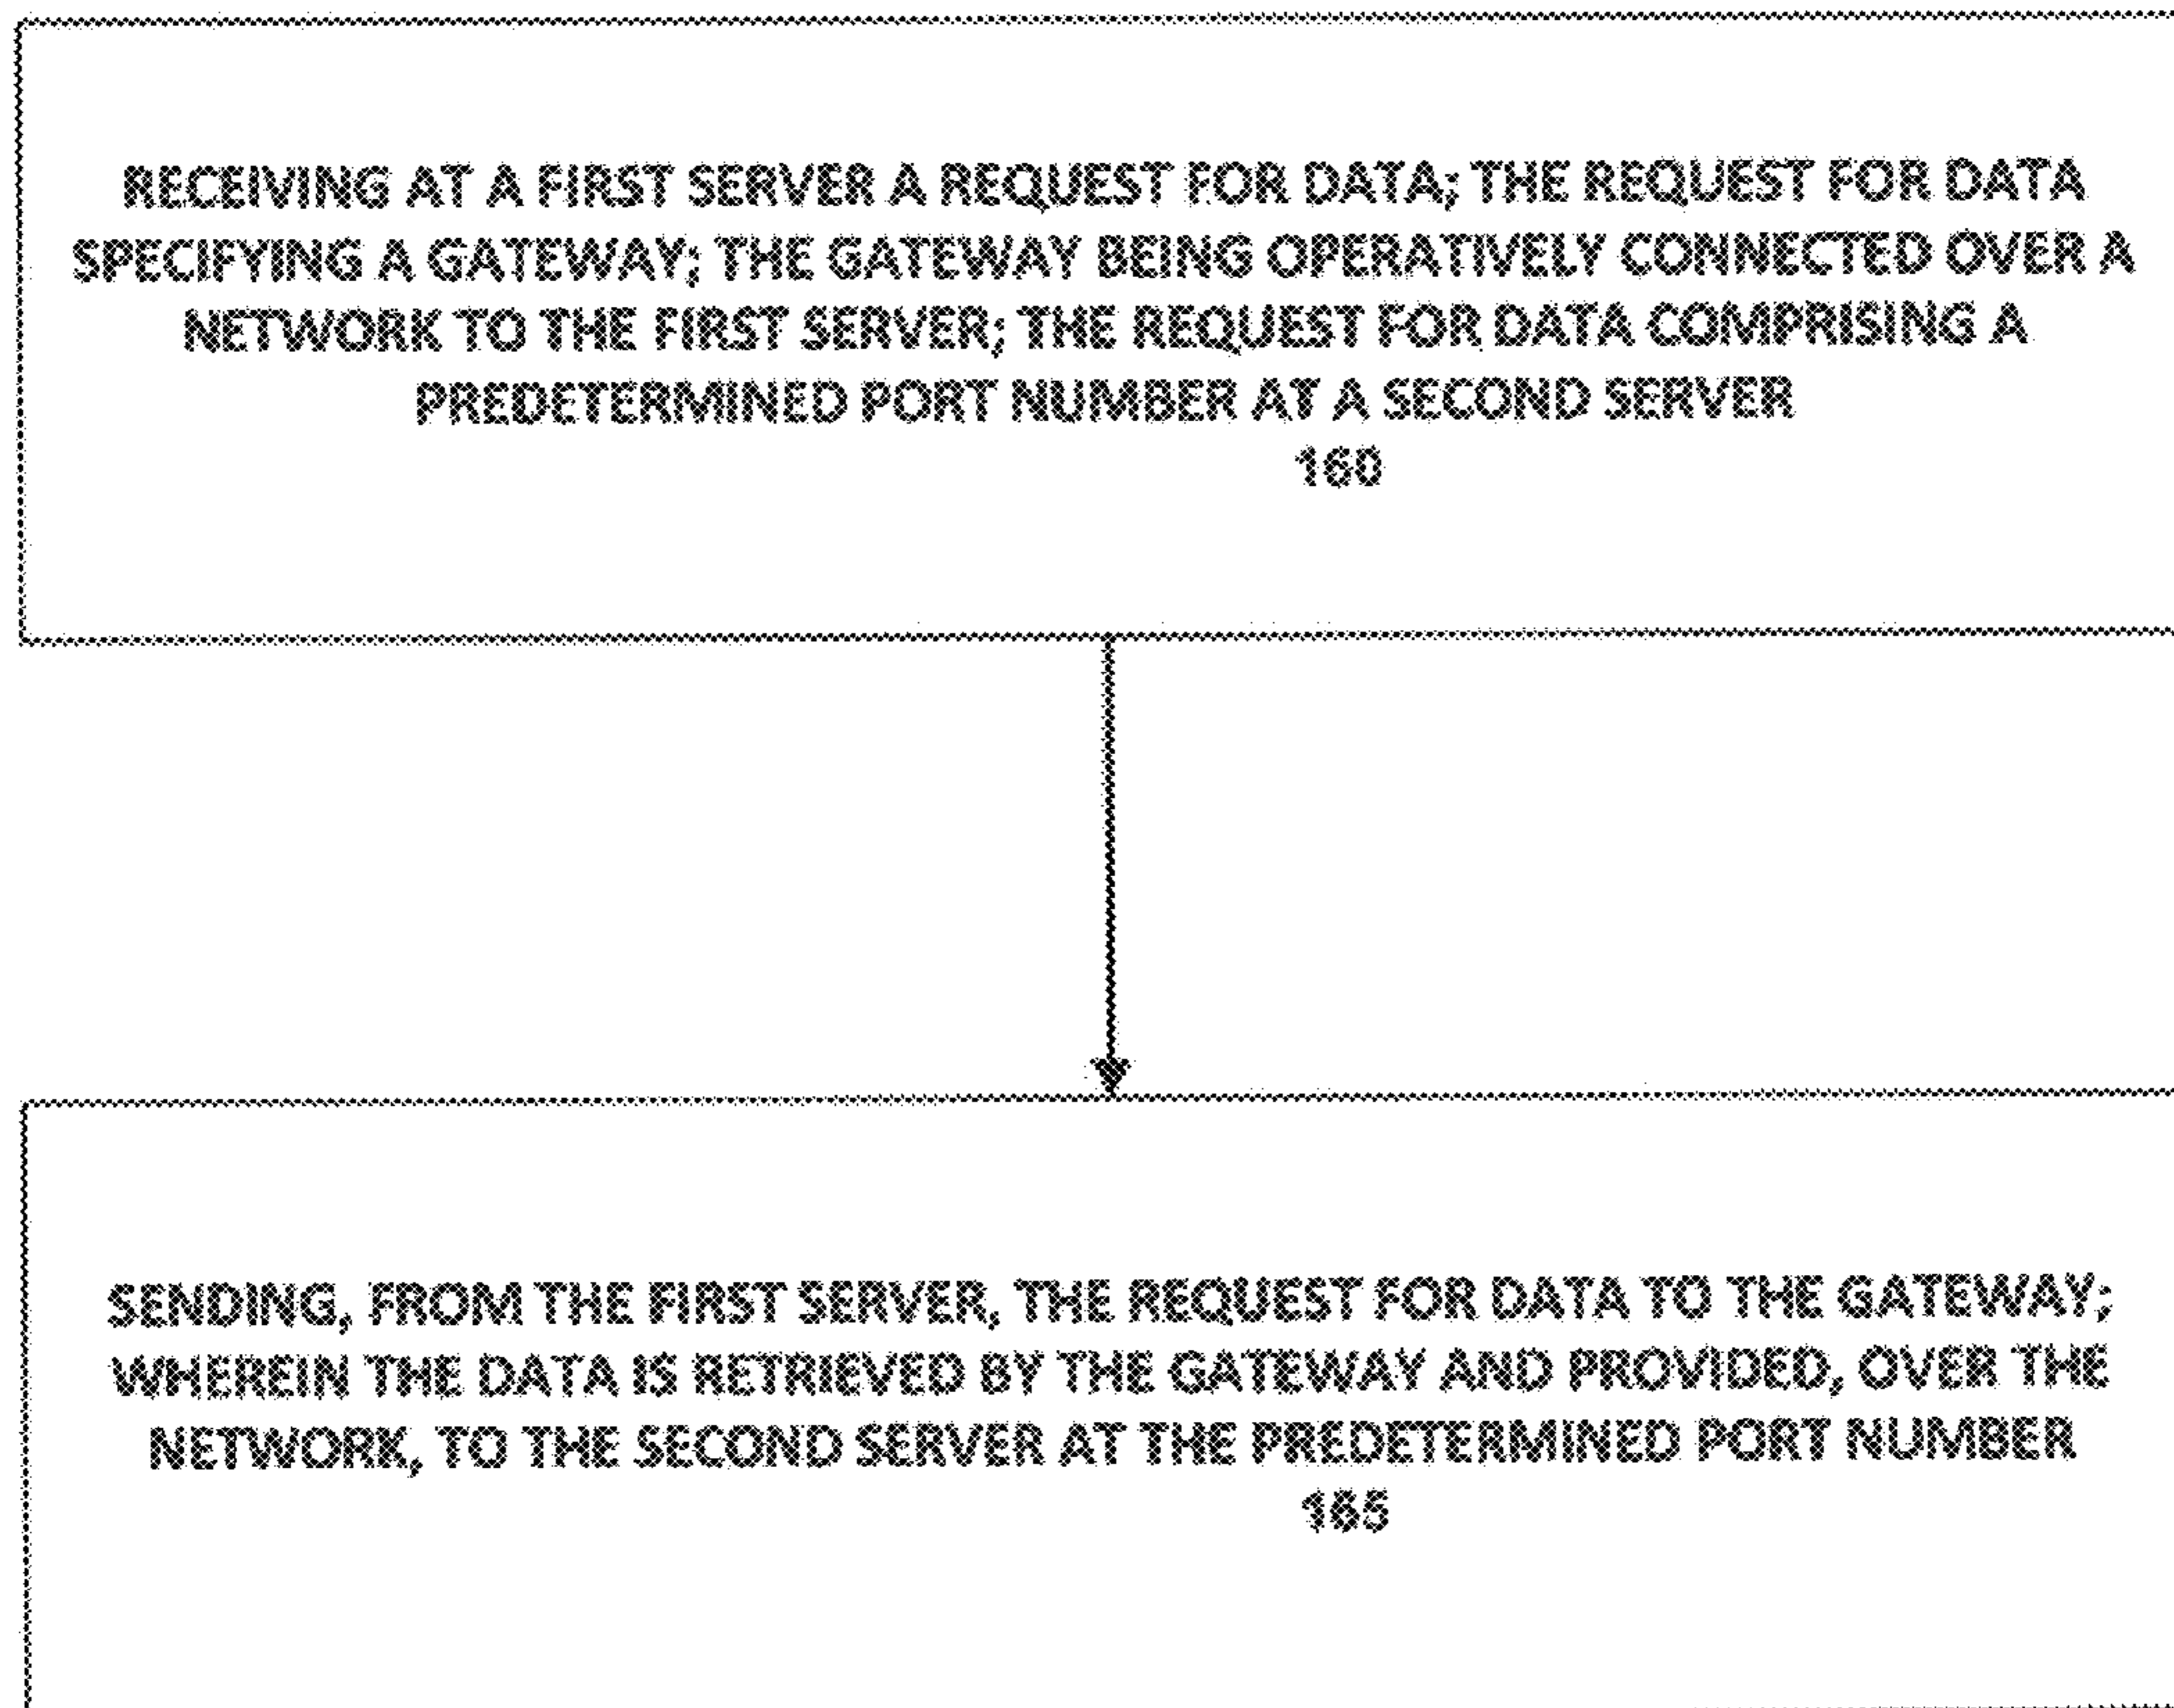 RECEIVING AT A FIRST SERVER A REQUEST FOR DATA; THE REQUEST FOR DATA
SPECIFYING A GATEWAY; THE GATEWAY BEING OPERATIVELY CONNECTED OVER A
NETWORK TO THE FIRST SERVER; THE REQUEST FOR DATA COMPRISING A
PREDETERMINED PORT NUMBER AT A SECOND SERVER
160
SENDING, FROM THE FIRST SERVER, THE REQUEST FOR DATA TO THE GATEWAY;
WHEREIN THE DATA IS RETRIEVED BY THE GATEWAY AND PROVIDED, OVER THE
NETWORK, TO THE SECOND SERVER AT THE PREDETERMINED PORT NUMBER
165